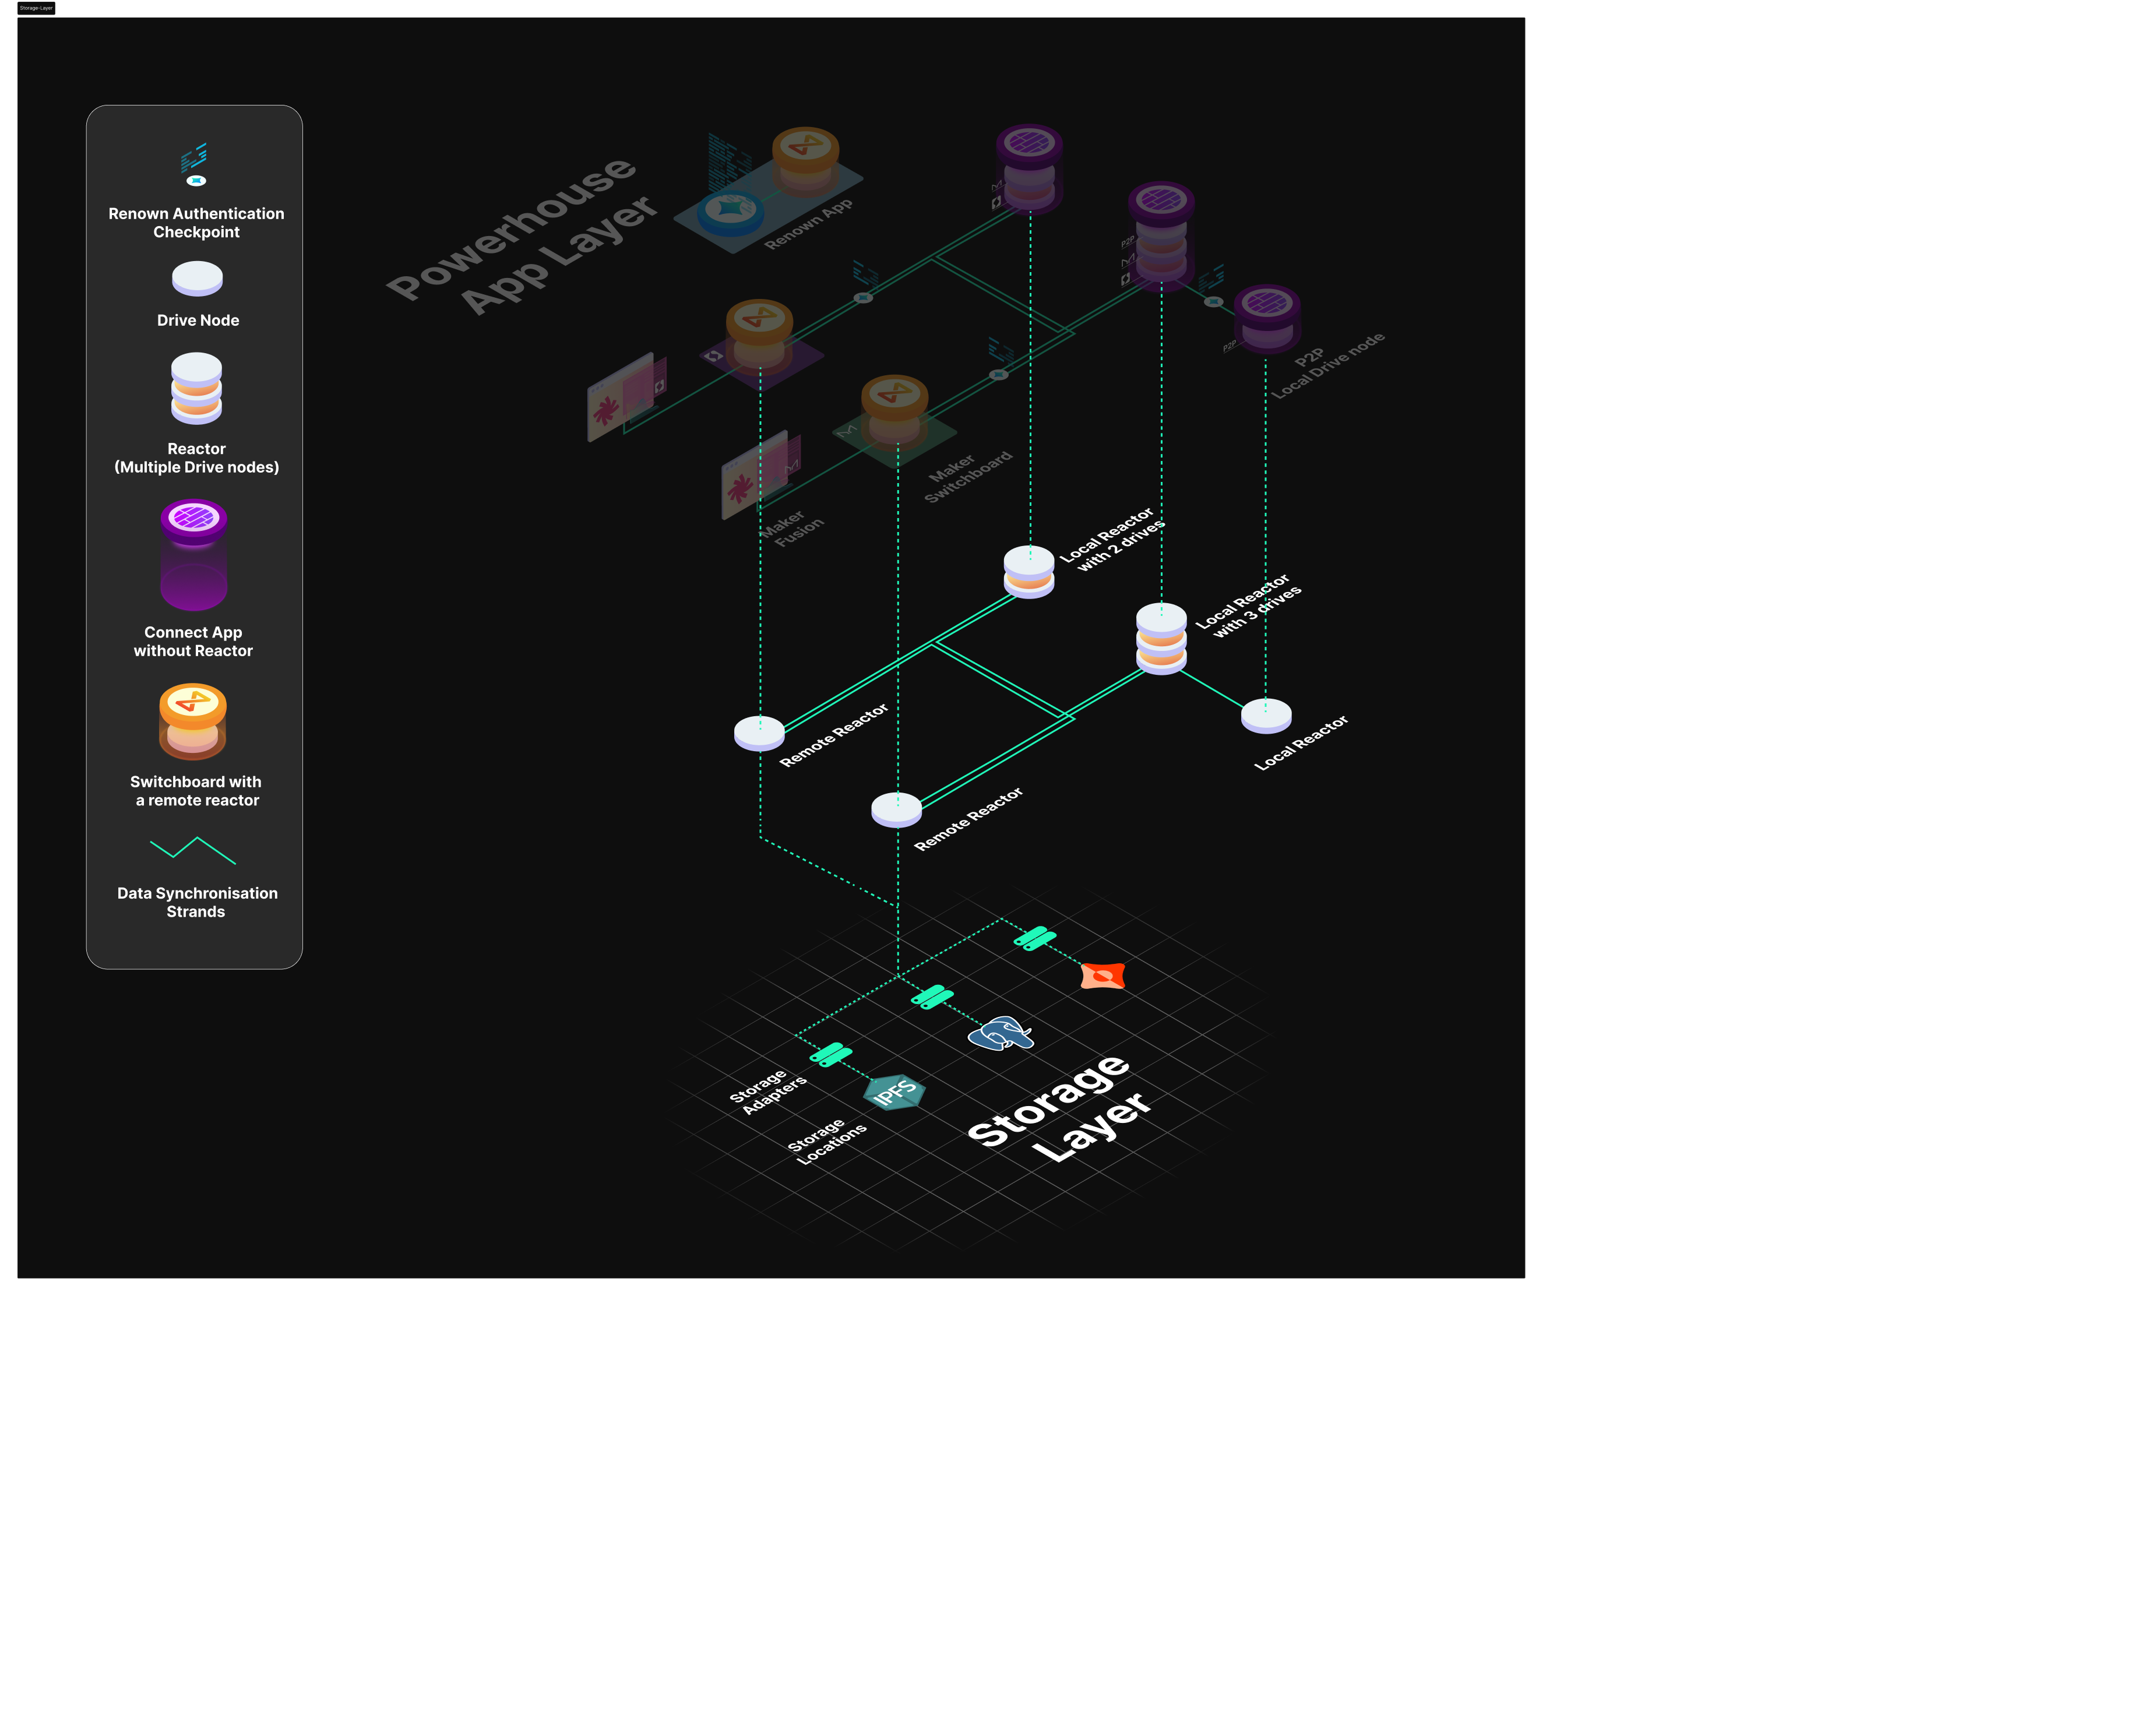 Storage-Layer
Renown Authentication
Checkpoint
Drive Node
Reactor
(Multiple Drive nodes)
Connect App
without Reactor
Switchboard with
a remote reactor
Data Synchronisation
Strands
Powerhouse
App Layer
Renown App
P2P
P2P
P2P
Local Drive node
Maker
Switchboard
Maker
Fusion
Local Reactor
with 2 drives
Local Reactor
with 3 drives
Remote Reactor
Local Reactor
Remote Reactor
Storage
Adapters
IPFS
Storage
Locations
Storage
Layer